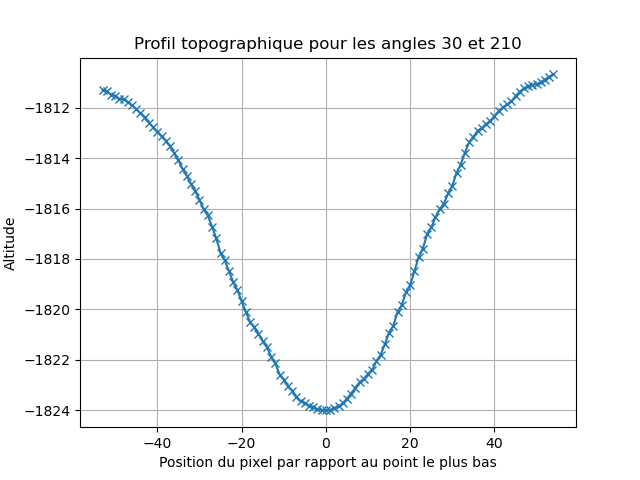 Profil topographique pour les angles 30 et 210
Altitude
−1812
−1814
−1816
−1818
−1820
−1822
−1824
−40 −20 0 20 40
Position du pixel par rapport au point le plus bas